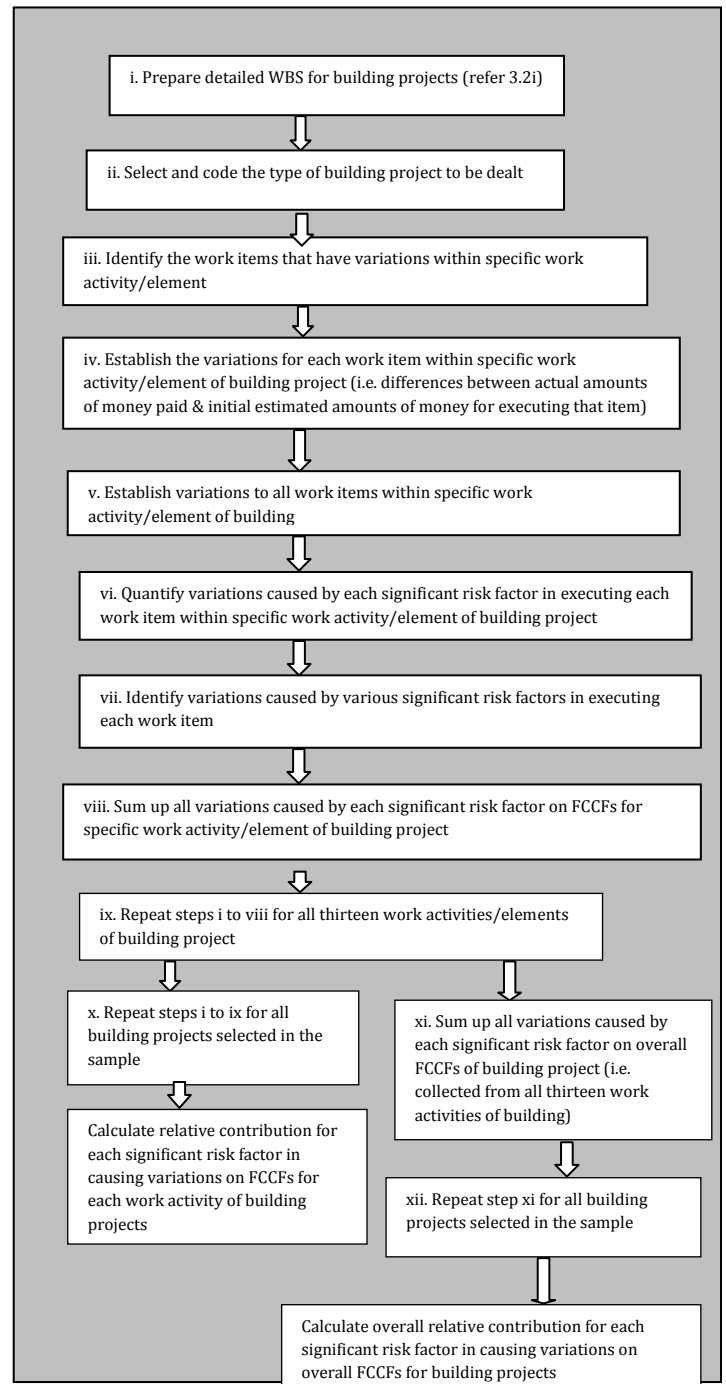 i. Prepare detailed WBS for building projects (refer 3.2i)
ii. Select and code the type of building project to be dealt
iii. Identify the work items that have variations within specific work
activity/element
iv. Establish the variations for each work item within specific work
activity/element of building project (i.e. differences between actual amounts
of money paid & initial estimated amounts of money for executing that item)
v. Establish variations to all work items within specific work
activity/element of building
vi. Quantify variations caused by each significant risk factor in executing each
work item within specific work activity/element of building project
vii. Identify variations caused by various significant risk factors in executing
each work item
viii. Sum up all variations caused by each significant risk factor on FCCFs for
specific work activity/element of building project
ix. Repeat steps i to viii for all thirteen work activities/elements
of building project
x. Repeat steps i to ix for all
building projects selected in the
sample
Calculate relative contribution for
each significant risk factor in
causing variations on FCCFs for
each work activity of building
projects
xi. Sum up all variations caused by
each significant risk factor on overall
FCCFs of building project (i.e.
collected from all thirteen work
activities of building)
xii. Repeat step xi for all building
projects selected in the sample
Calculate overall relative contribution for each
significant risk factor in causing variations on
overall FCCFs for building projects